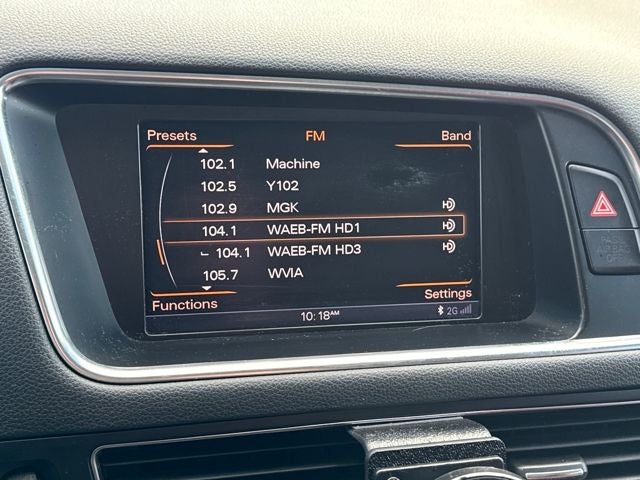 Presets FM Band
102.1 Machine
102.5 Y102
102.9 MGK
104.1 WAEB-FM HD1
104.1 WAEB-FM HD3
105.7 WVIA
Functions Settings
10:18AM 2G